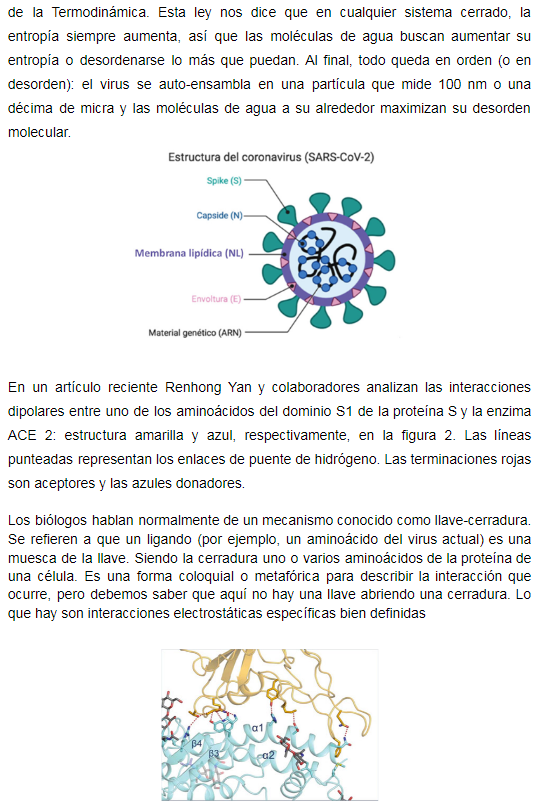 de la Termodinámica. Esta ley nos dice que en cualquier sistema cerrado, la
entropía siempre aumenta, así que las moléculas de agua buscan aumentar su
entropía o desordenarse lo más que puedan. Al final, todo queda en orden (o en
desorden): el virus se auto-ensambla en una partícula que mide 100 nm o una
décima de micra y las moléculas de agua a su alrededor maximizan su desorden
molecular.
Estructura del coronavirus (SARS-CoV-2)
Spike (S)
Capside (N)
Membrana lipídica (NL)
Envoltura (E)
Material genético (ARN)
En un artículo reciente Renhong Yan y colaboradores analizan las interacciones
dipolares entre uno de los aminoácidos del dominio S1 de la proteína S y la enzima
ACE 2: estructura amarilla y azul, respectivamente, en la figura 2. Las líneas
punteadas representan los enlaces de puente de hidrógeno. Las terminaciones rojas
son aceptores y las azules donadores.
Los biólogos hablan normalmente de un mecanismo conocido como llave-cerradura.
Se refieren a que un ligando (por ejemplo, un aminoácido del virus actual) es una
muesca de la llave. Siendo la cerradura uno o varios aminoácidos de la proteína de
una célula. Es una forma coloquial o metafórica para describir la interacción que
ocurre, pero debemos saber que aquí no hay una llave abriendo una cerradura. Lo
que hay son interacciones electrostáticas específicas bien definidas
α1
β4
β3
α2